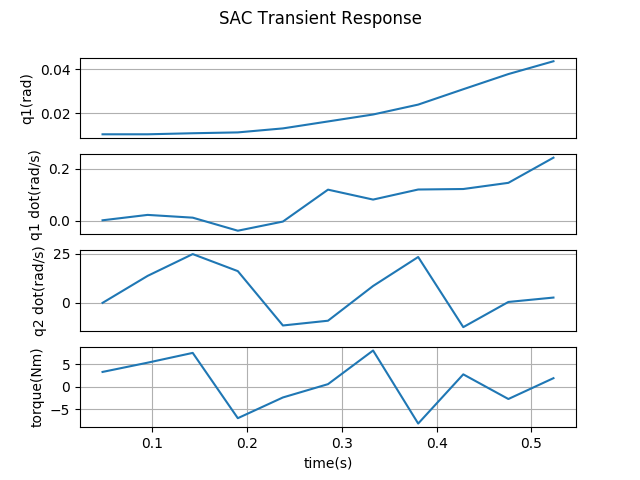 SAC Transient Response
q1(rad)
0.04
0.02
q1 dot(rad/s)
0.2
0.0
q2 dot(rad/s)
25
0
torque(Nm)
5
0
−5
0.1 0.2 0.3 0.4 0.5
time(s)